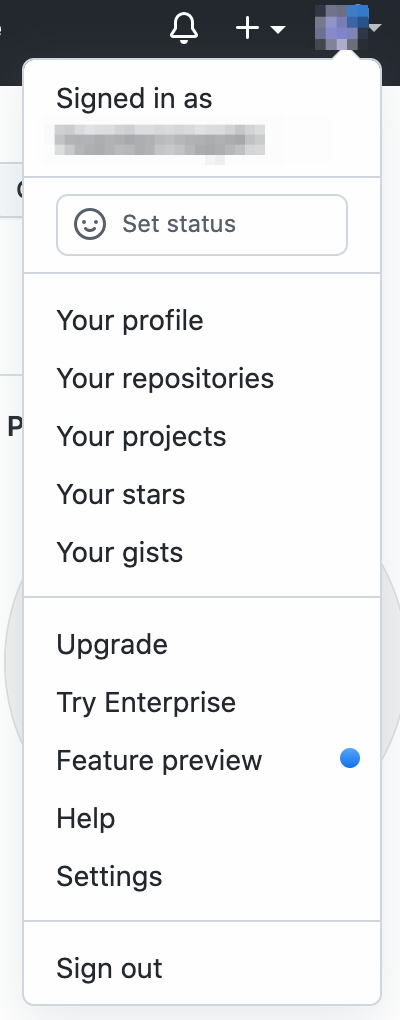 Signed in as
Set status
Your profile
Your repositories
Your projects
Your stars
Your gists
Upgrade
Try Enterprise
Feature preview
Help
Settings
Sign out